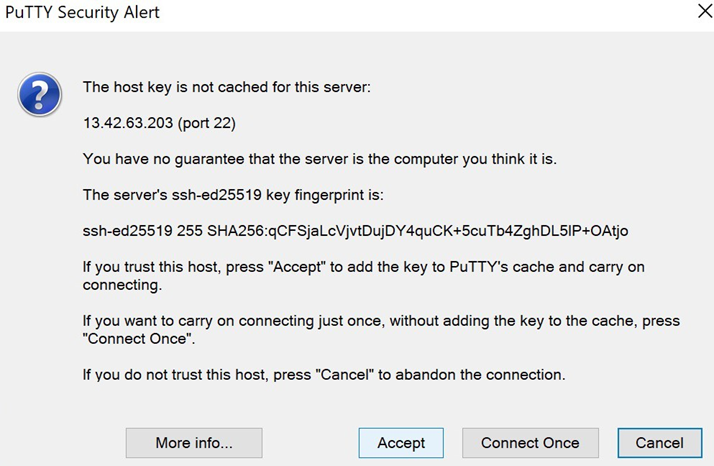 PuTTY Security Alert
The host key is not cached for this server:
13.42.63.203 (port 22)
You have no guarantee that the server is the computer you think it is.
The server's ssh-ed25519 key fingerprint is:
ssh-ed25519 255 SHA256:qCFSjaLcVjvtDujDY4quCK+5cuTb4ZghDL5lP+OAtjo
If you trust this host, press "Accept" to add the key to PuTTY's cache and carry on
connecting.
If you want to carry on connecting just once, without adding the key to the cache, press
"Connect Once".
If you do not trust this host, press "Cancel" to abandon the connection.
More info... Accept Connect Once Cancel